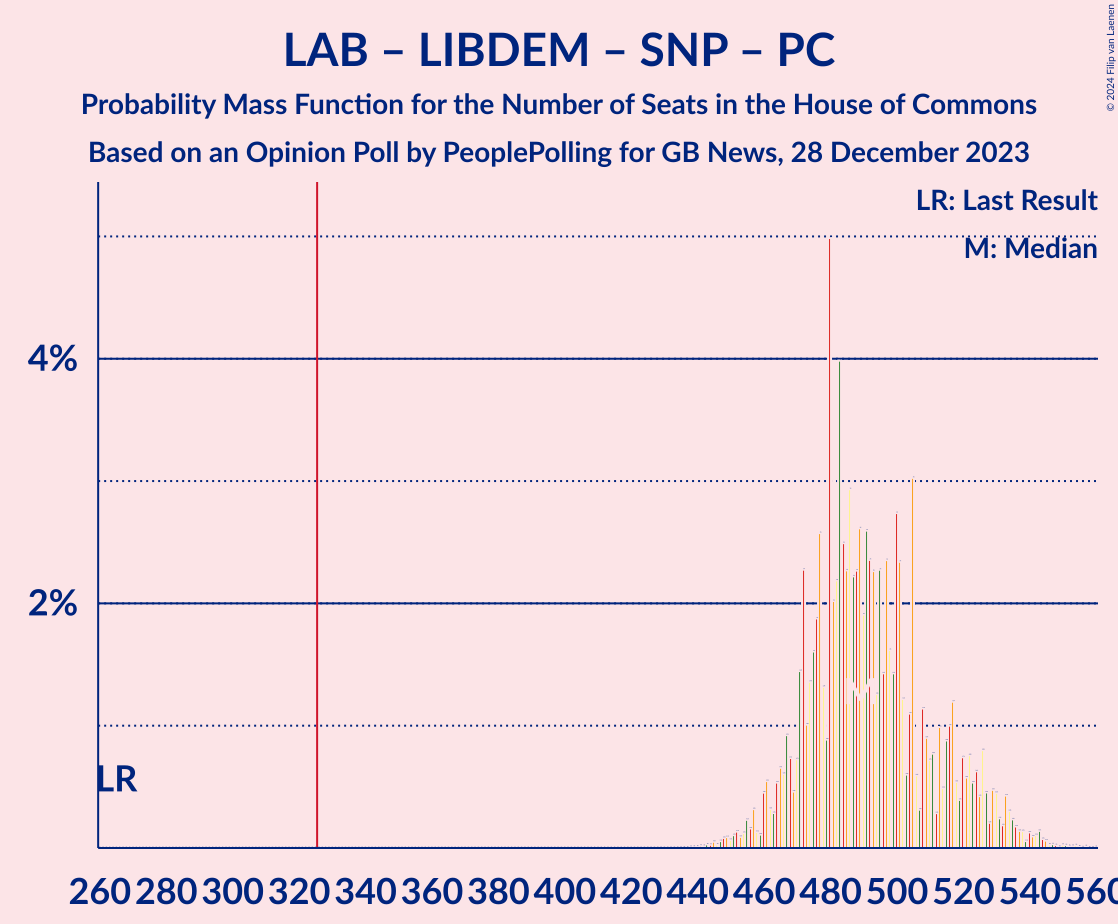 LAB – LIBDEM – SNP – PC
Probability Mass Function for the Number of Seats in the House of Commons
Based on an Opinion Poll by PeoplePolling for GB News, 28 December 2023
© 2024 Filip van Laenen
LR: Last Result
M: Median
4%
2%
LR
260 280 300 320 340 360 380 400 420 440 460 480 500 520 540 560